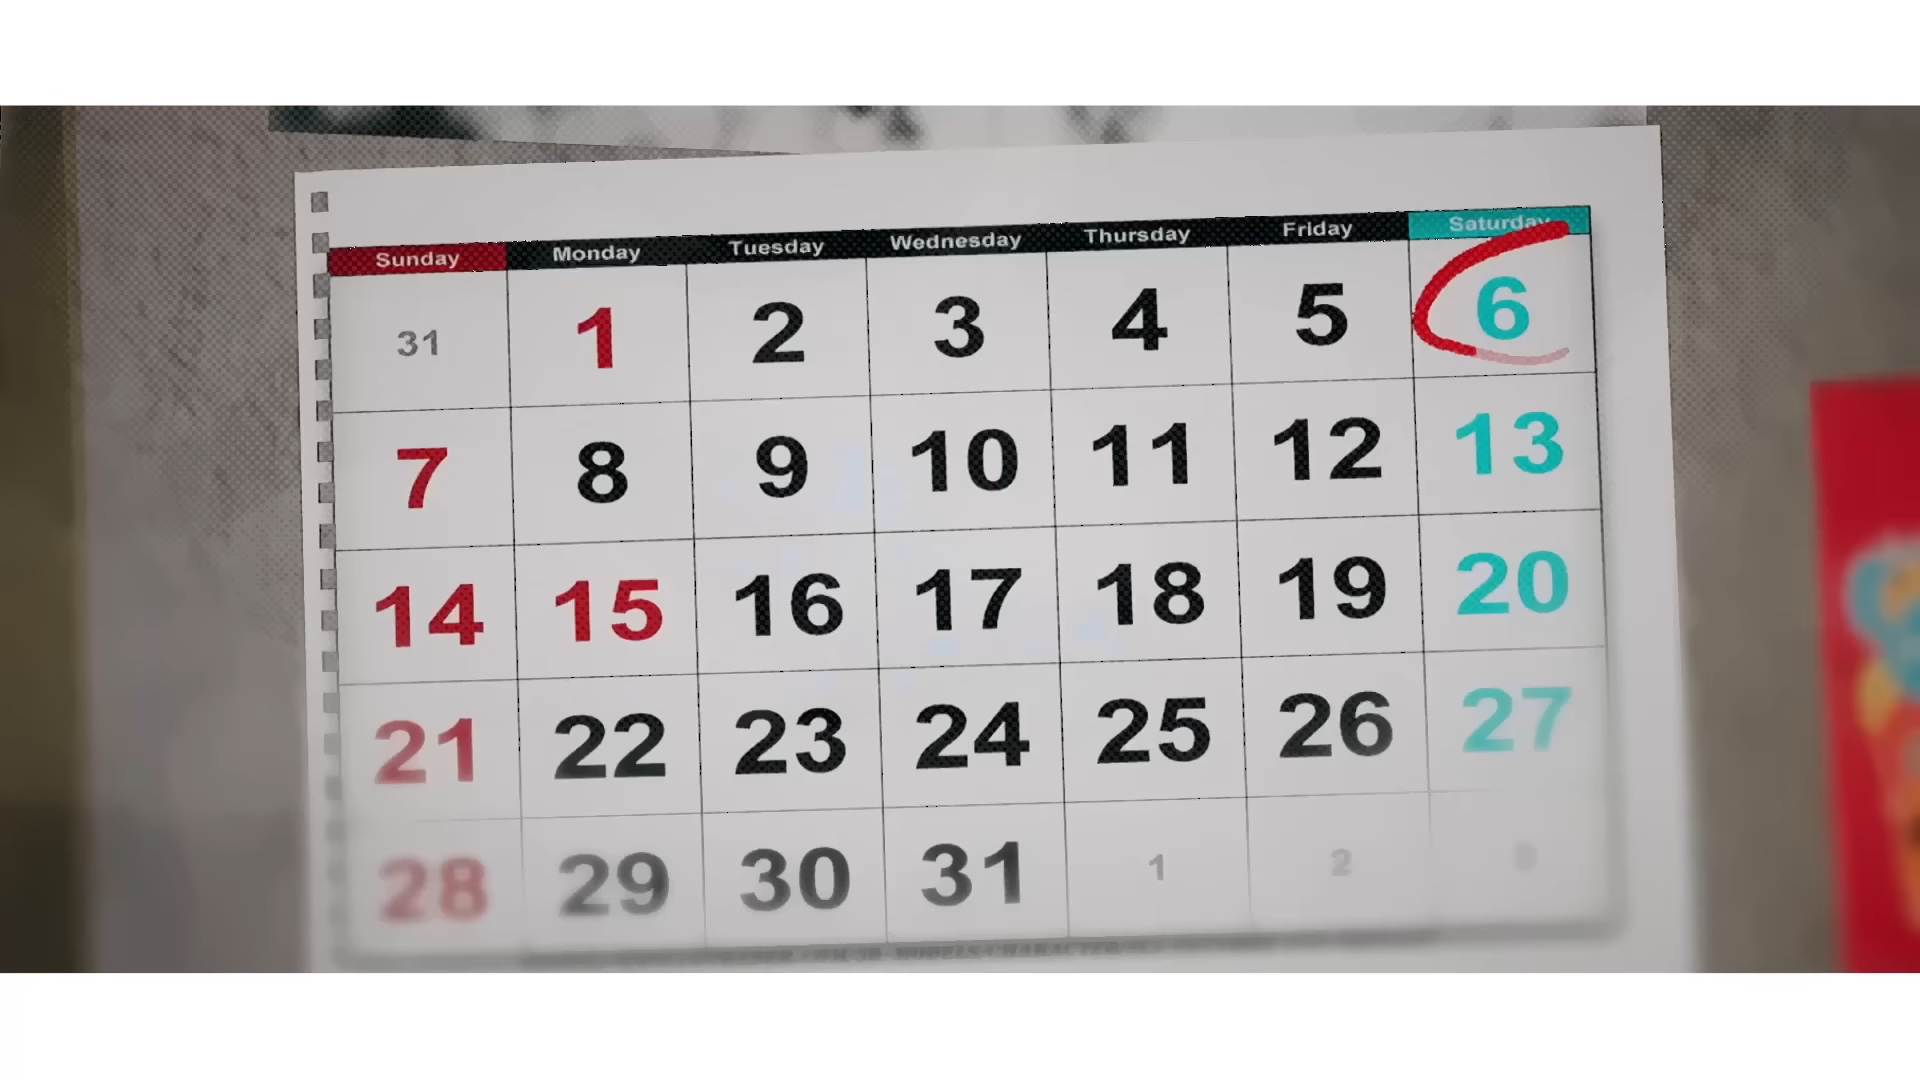 Sunday Monday Tuesday Wednesday Thursday Friday Saturday
31 1 2 3 4 5 6
7 8 9 10 11 12 13
14 15 16 17 18 19 20
21 22 23 24 25 26 27
28 29 30 31 1 2